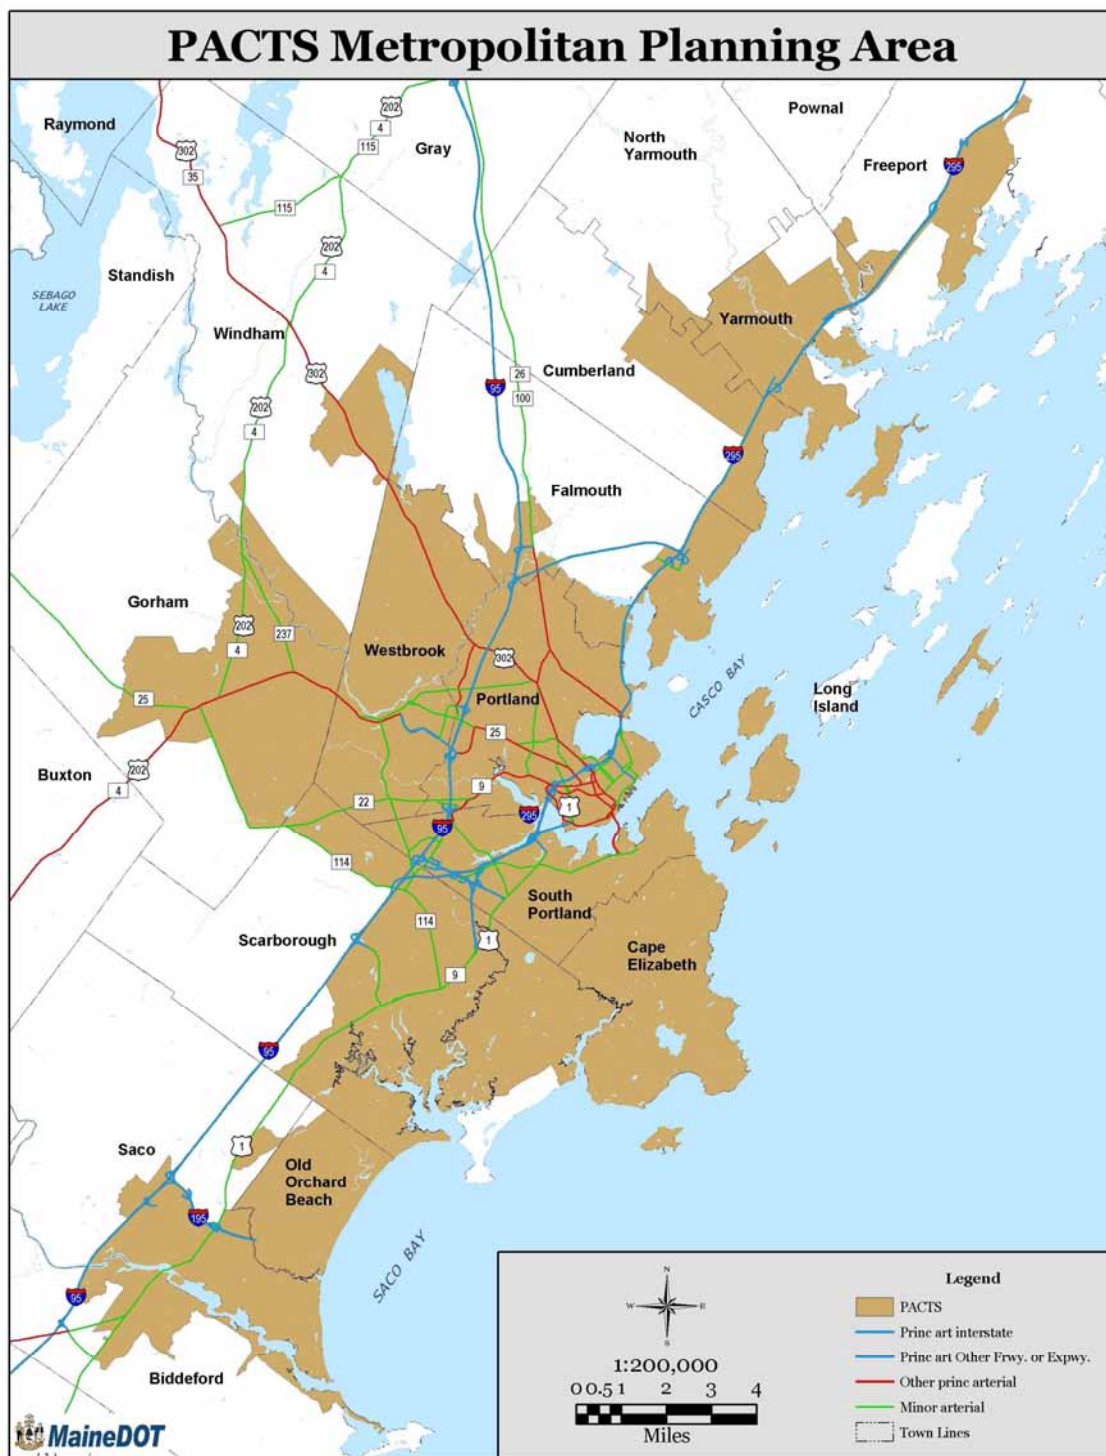 PACTS Metropolitan Planning Area
Raymond
302
35
202
4
115
Gray
North
Yarmouth
Pownal
Freeport
295
115
Standish
202
4
SEBAGO
LAKE
Windham
302
Yarmouth
26
Cumberland
95
100
202
4
295
Falmouth
Gorham
202
4
237
Westbrook
302
CASCO BAY
Portland
Long
Island
25
25
Buxton
202
4
22
9
1
295
95
114
114
South
Portland
Scarborough
1
Cape
Elizabeth
9
95
Saco
1
Old
Orchard
Beach
195
SACO BAY
95
Biddeford
N
W
E
S
1:200,000
0 0.5 1 2 3 4
Miles
Legend
PACTS
Princ art interstate
Princ art Other Frwy. or Expwy.
Other princ arterial
Minor arterial
Town Lines
MaineDOT